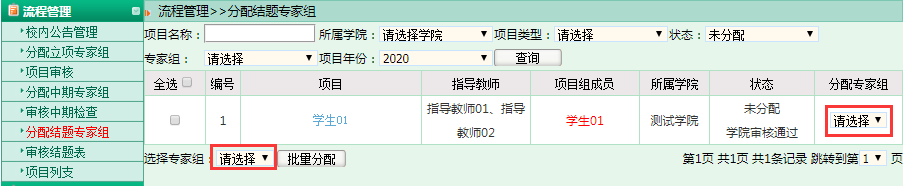 流程管理
校内公告管理
分配立项专家组
项目审核
分配中期专家组
审核中期检查
分配结题专家组
审核结题表
项目列支
流程管理>>分配结题专家组
项目名称： 所属学院： 请选择学院 项目类型： 请选择 状态： 未分配
专家组： 请选择 项目年份： 2020 查询
全选 编号 项目 指导教师 项目组成员 所属学院 状态 分配专家组
1 学生01 指导教师01、指导教师02 学生01 测试学院 未分配 学院审核通过 请选择
选择专家组： 请选择 批量分配 第1页 共1页 共1条记录 跳转到第 1 页